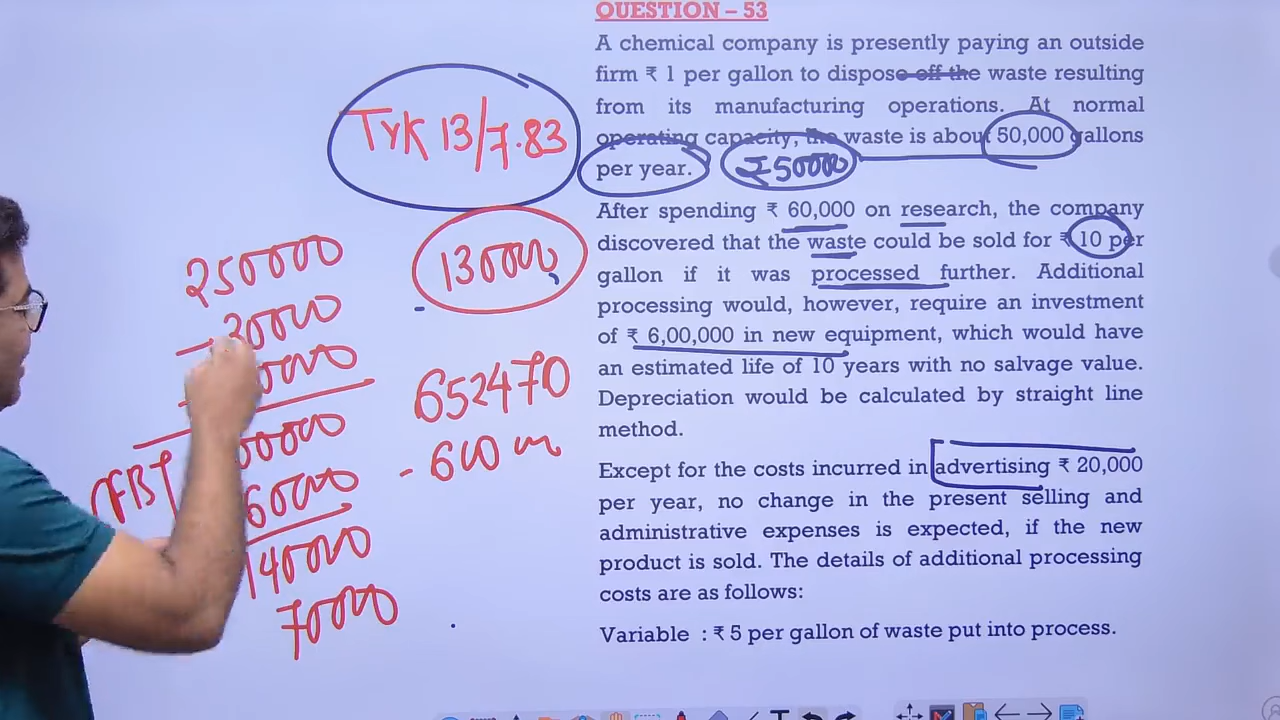 QUESTION – 53
A chemical company is presently paying an outside
firm ₹ 1 per gallon to dispose off the waste resulting
from its manufacturing operations. At normal
operating capacity, the waste is about 50,000 gallons
per year. ₹50000
After spending ₹ 60,000 on research, the company
discovered that the waste could be sold for ₹ 10 per
gallon if it was processed further. Additional
processing would, however, require an investment
of ₹ 6,00,000 in new equipment, which would have
an estimated life of 10 years with no salvage value.
Depreciation would be calculated by straight line
method.
Except for the costs incurred in advertising ₹ 20,000
per year, no change in the present selling and
administrative expenses is expected, if the new
product is sold. The details of additional processing
costs are as follows:
Variable : ₹ 5 per gallon of waste put into process.
TYK 13/7.83
130000
250000
652470
- 600
60000
140000
70000